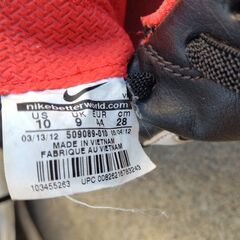 nikebetterworld.com
US UK EUR cm
10 9 44 28
03/13/12 509089-010 15/04/12
MADE IN VIETNAM
FABRIQUE AU VIETNAM
103455263